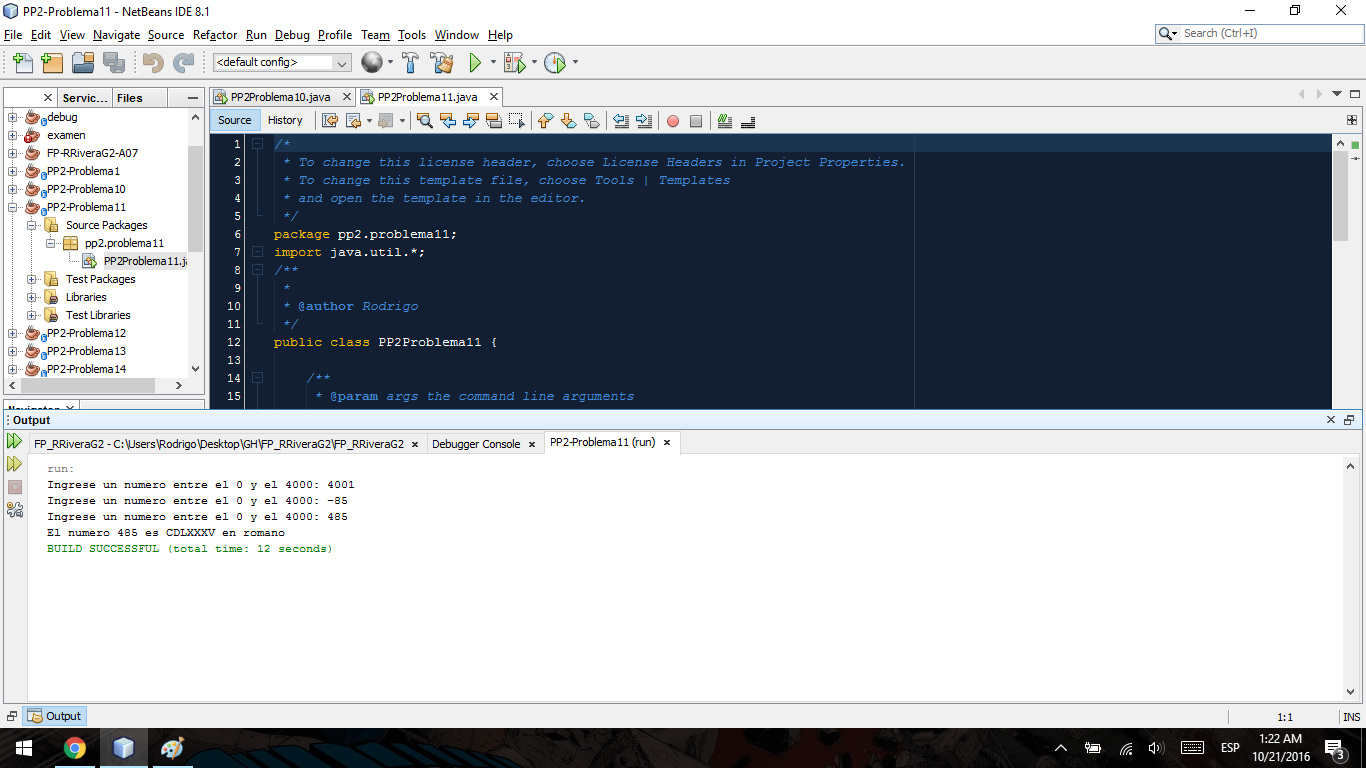 PP2-Problema11 - NetBeans IDE 8.1
File Edit View Navigate Source Refactor Run Debug Profile Team Tools Window Help
Search (Ctrl+I)
<default config>
Servic... Files
PP2Problema10.java PP2Problema11.java
Source History
debug
examen
FP-RRiveraG2-A07
PP2-Problema1
PP2-Problema10
PP2-Problema11
Source Packages
pp2.problema11
PP2Problema11.ja
Test Packages
Libraries
Test Libraries
PP2-Problema12
PP2-Problema13
PP2-Problema14
Navigator
1 /*
2 * To change this license header, choose License Headers in Project Properties.
3 * To change this template file, choose Tools | Templates
4 * and open the template in the editor.
5 */
6 package pp2.problema11;
7 import java.util.*;
8 /**
9 *
10 * @author Rodrigo
11 */
12 public class PP2Problema11 {
13
14 /**
15 * @param args the command line arguments
Output
FP_RRiveraG2 - C:\Users\Rodrigo\Desktop\GH\FP_RRiveraG2\FP_RRiveraG2 Debugger Console PP2-Problema11 (run)
run:
Ingrese un numero entre el 0 y el 4000: 4001
Ingrese un numero entre el 0 y el 4000: -85
Ingrese un numero entre el 0 y el 4000: 485
El numero 485 es CDLXXXV en romano
BUILD SUCCESSFUL (total time: 12 seconds)
Output
1:1 INS
ESP
1:22 AM
10/21/2016
3